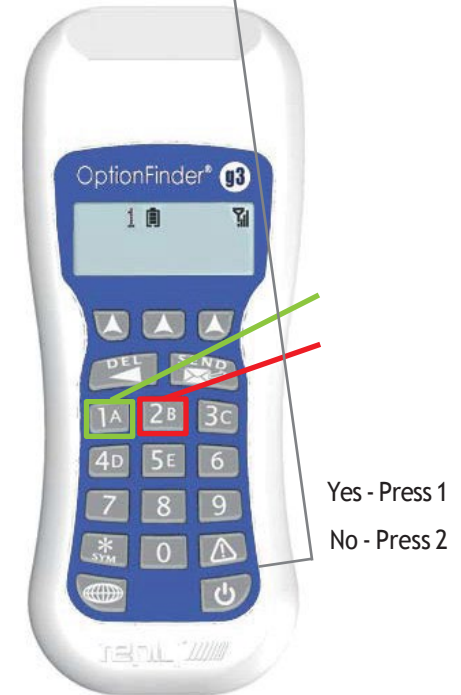 OptionFinder® g3
1
DEL SEND
1A 2B 3C
4D 5E 6
7 8 9
* SYM 0
Yes - Press 1
No - Press 2